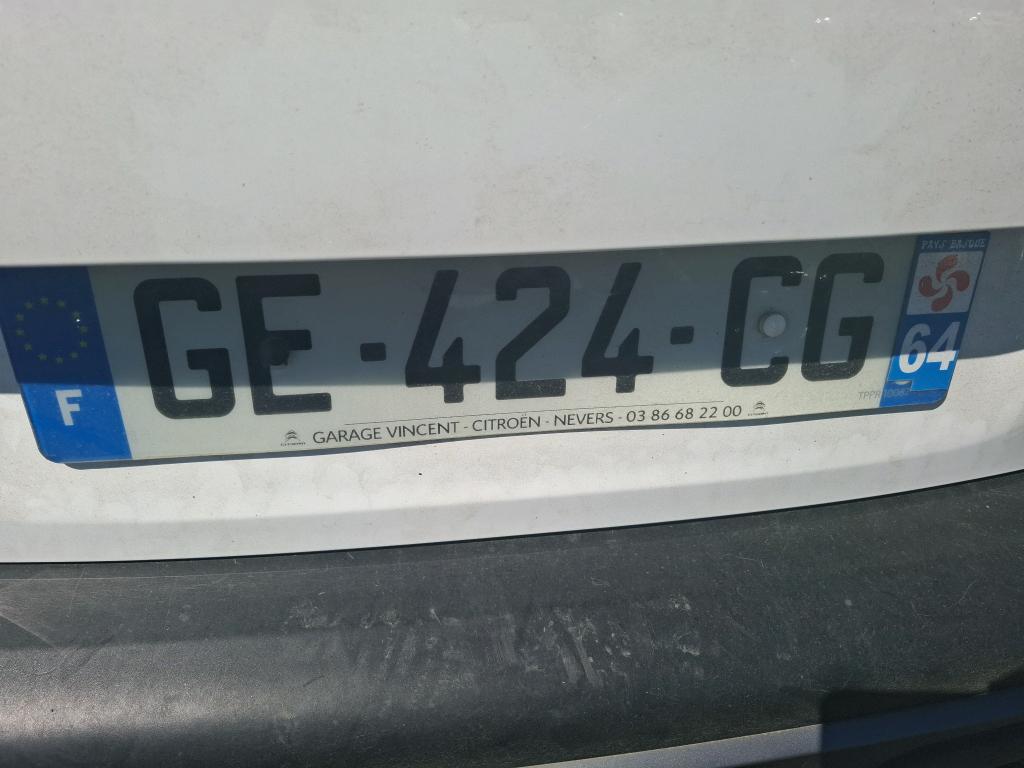 PAYS BASQUE
F
GE-424-CG
64
GARAGE VINCENT - CITROËN - NEVERS - 03 86 68 22 00